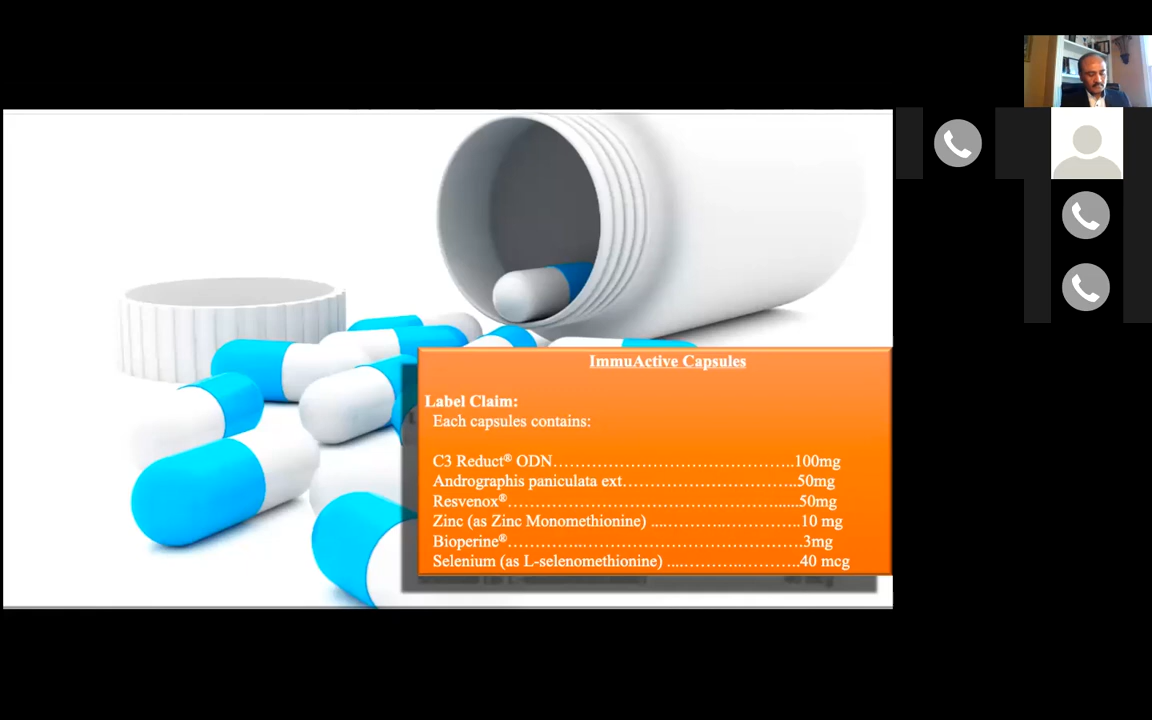 ImmuActive Capsules
Label Claim:
Each capsules contains:
C3 Reduct® ODN……………………………………..100mg
Andrographis paniculata ext………………………...50mg
Resvenox®…………………………………………......50mg
Zinc (as Zinc Monomethionine) ....………..…………..10 mg
Bioperine®…………...…………………………………3mg
Selenium (as L-selenomethionine) ....……….………..40 mcg